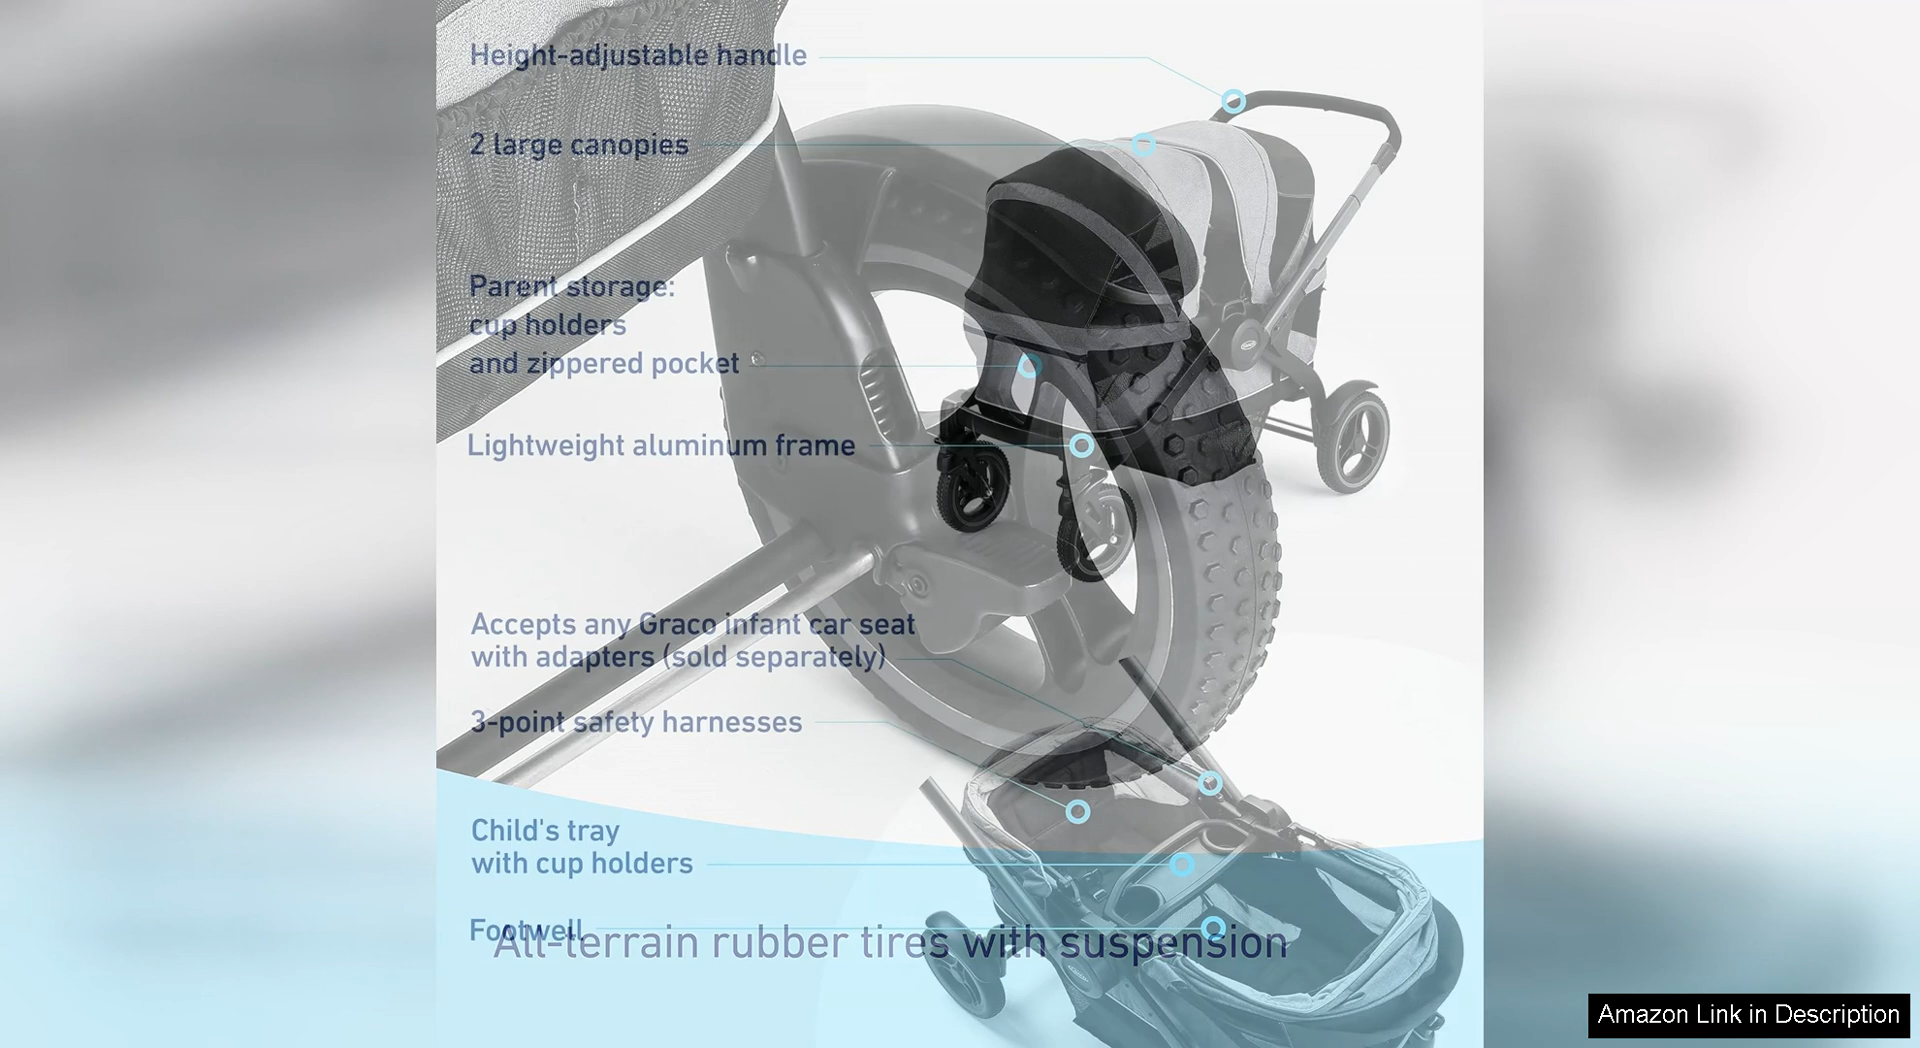 Height-adjustable handle
2 large canopies
Parent storage:
cup holders
and zippered pocket
Lightweight aluminum frame
Accepts any Graco infant car seat
with adapters (sold separately)
3-point safety harnesses
Child's tray
with cup holders
Footwell
All-terrain rubber tires with suspension
Amazon Link in Description